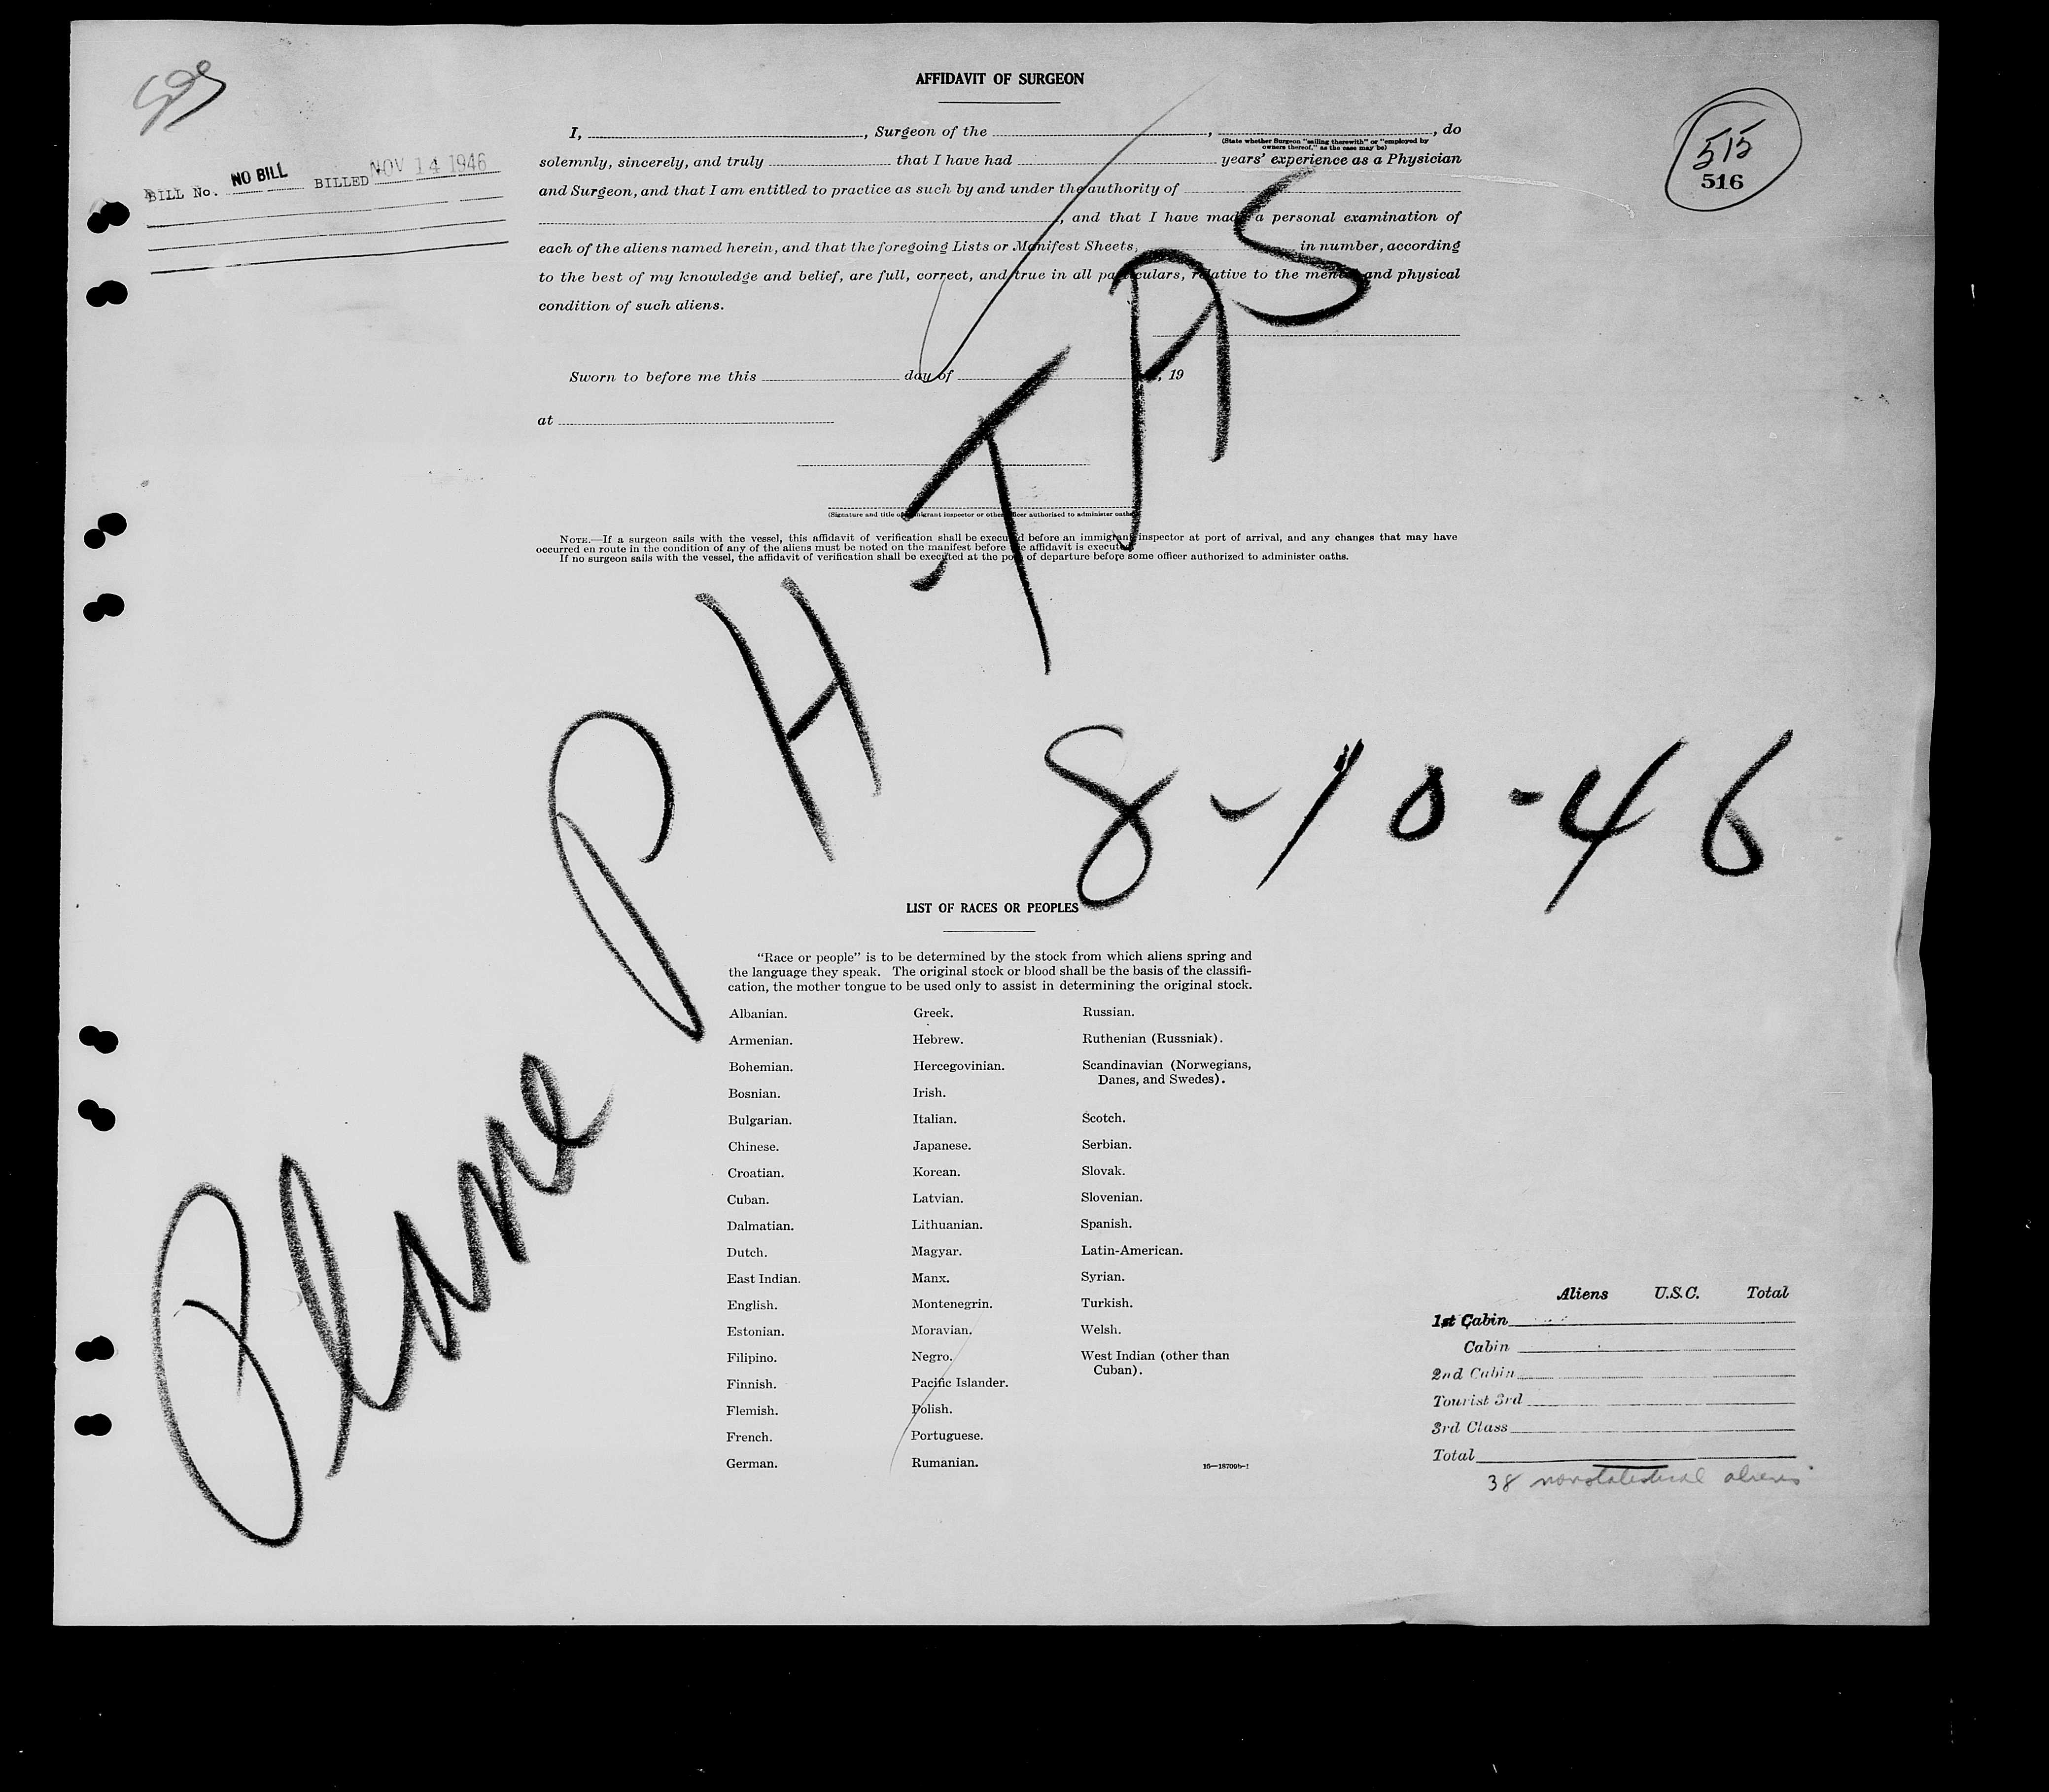 AFFIDAVIT OF SURGEON
515
516
BILL No. NO BILL BILLED NOV 14 1946
I, , Surgeon of the , , do
(State whether Surgeon "sailing therewith" or "employed by
owners thereof," as the case may be)
solemnly, sincerely, and truly that I have had years' experience as a Physician
and Surgeon, and that I am entitled to practice as such by and under the authority of
, and that I have made a personal examination of
each of the aliens named herein, and that the foregoing Lists or Manifest Sheets, in number, according
to the best of my knowledge and belief, are full, correct, and true in all particulars, relative to the mental and physical
condition of such aliens.
Sworn to before me this day of , 19
at
(Signature and title of immigrant inspector or other officer authorized to administer oaths)
NOTE.—If a surgeon sails with the vessel, this affidavit of verification shall be executed before an immigrant inspector at port of arrival, and any changes that may have
occurred en route in the condition of any of the aliens must be noted on the manifest before the affidavit is executed.
If no surgeon sails with the vessel, the affidavit of verification shall be executed at the port of departure before some officer authorized to administer oaths.
Plane PH-TAS
8-10-46
LIST OF RACES OR PEOPLES
"Race or people" is to be determined by the stock from which aliens spring and
the language they speak. The original stock or blood shall be the basis of the classifi-
cation, the mother tongue to be used only to assist in determining the original stock.
Albanian.
Armenian.
Bohemian.
Bosnian.
Bulgarian.
Chinese.
Croatian.
Cuban.
Dalmatian.
Dutch.
East Indian.
English.
Estonian.
Filipino.
Finnish.
Flemish.
French.
German.
Greek.
Hebrew.
Hercegovinian.
Irish.
Italian.
Japanese.
Korean.
Latvian.
Lithuanian.
Magyar.
Manx.
Montenegrin.
Moravian.
Negro.
Pacific Islander.
Polish.
Portuguese.
Rumanian.
Russian.
Ruthenian (Russniak).
Scandinavian (Norwegians,
Danes, and Swedes).
Scotch.
Serbian.
Slovak.
Slovenian.
Spanish.
Latin-American.
Syrian.
Turkish.
Welsh.
West Indian (other than
Cuban).
Aliens U.S.C. Total
1st Cabin
Cabin
2nd Cabin
Tourist 3rd
3rd Class
Total
38 nonstatistical aliens